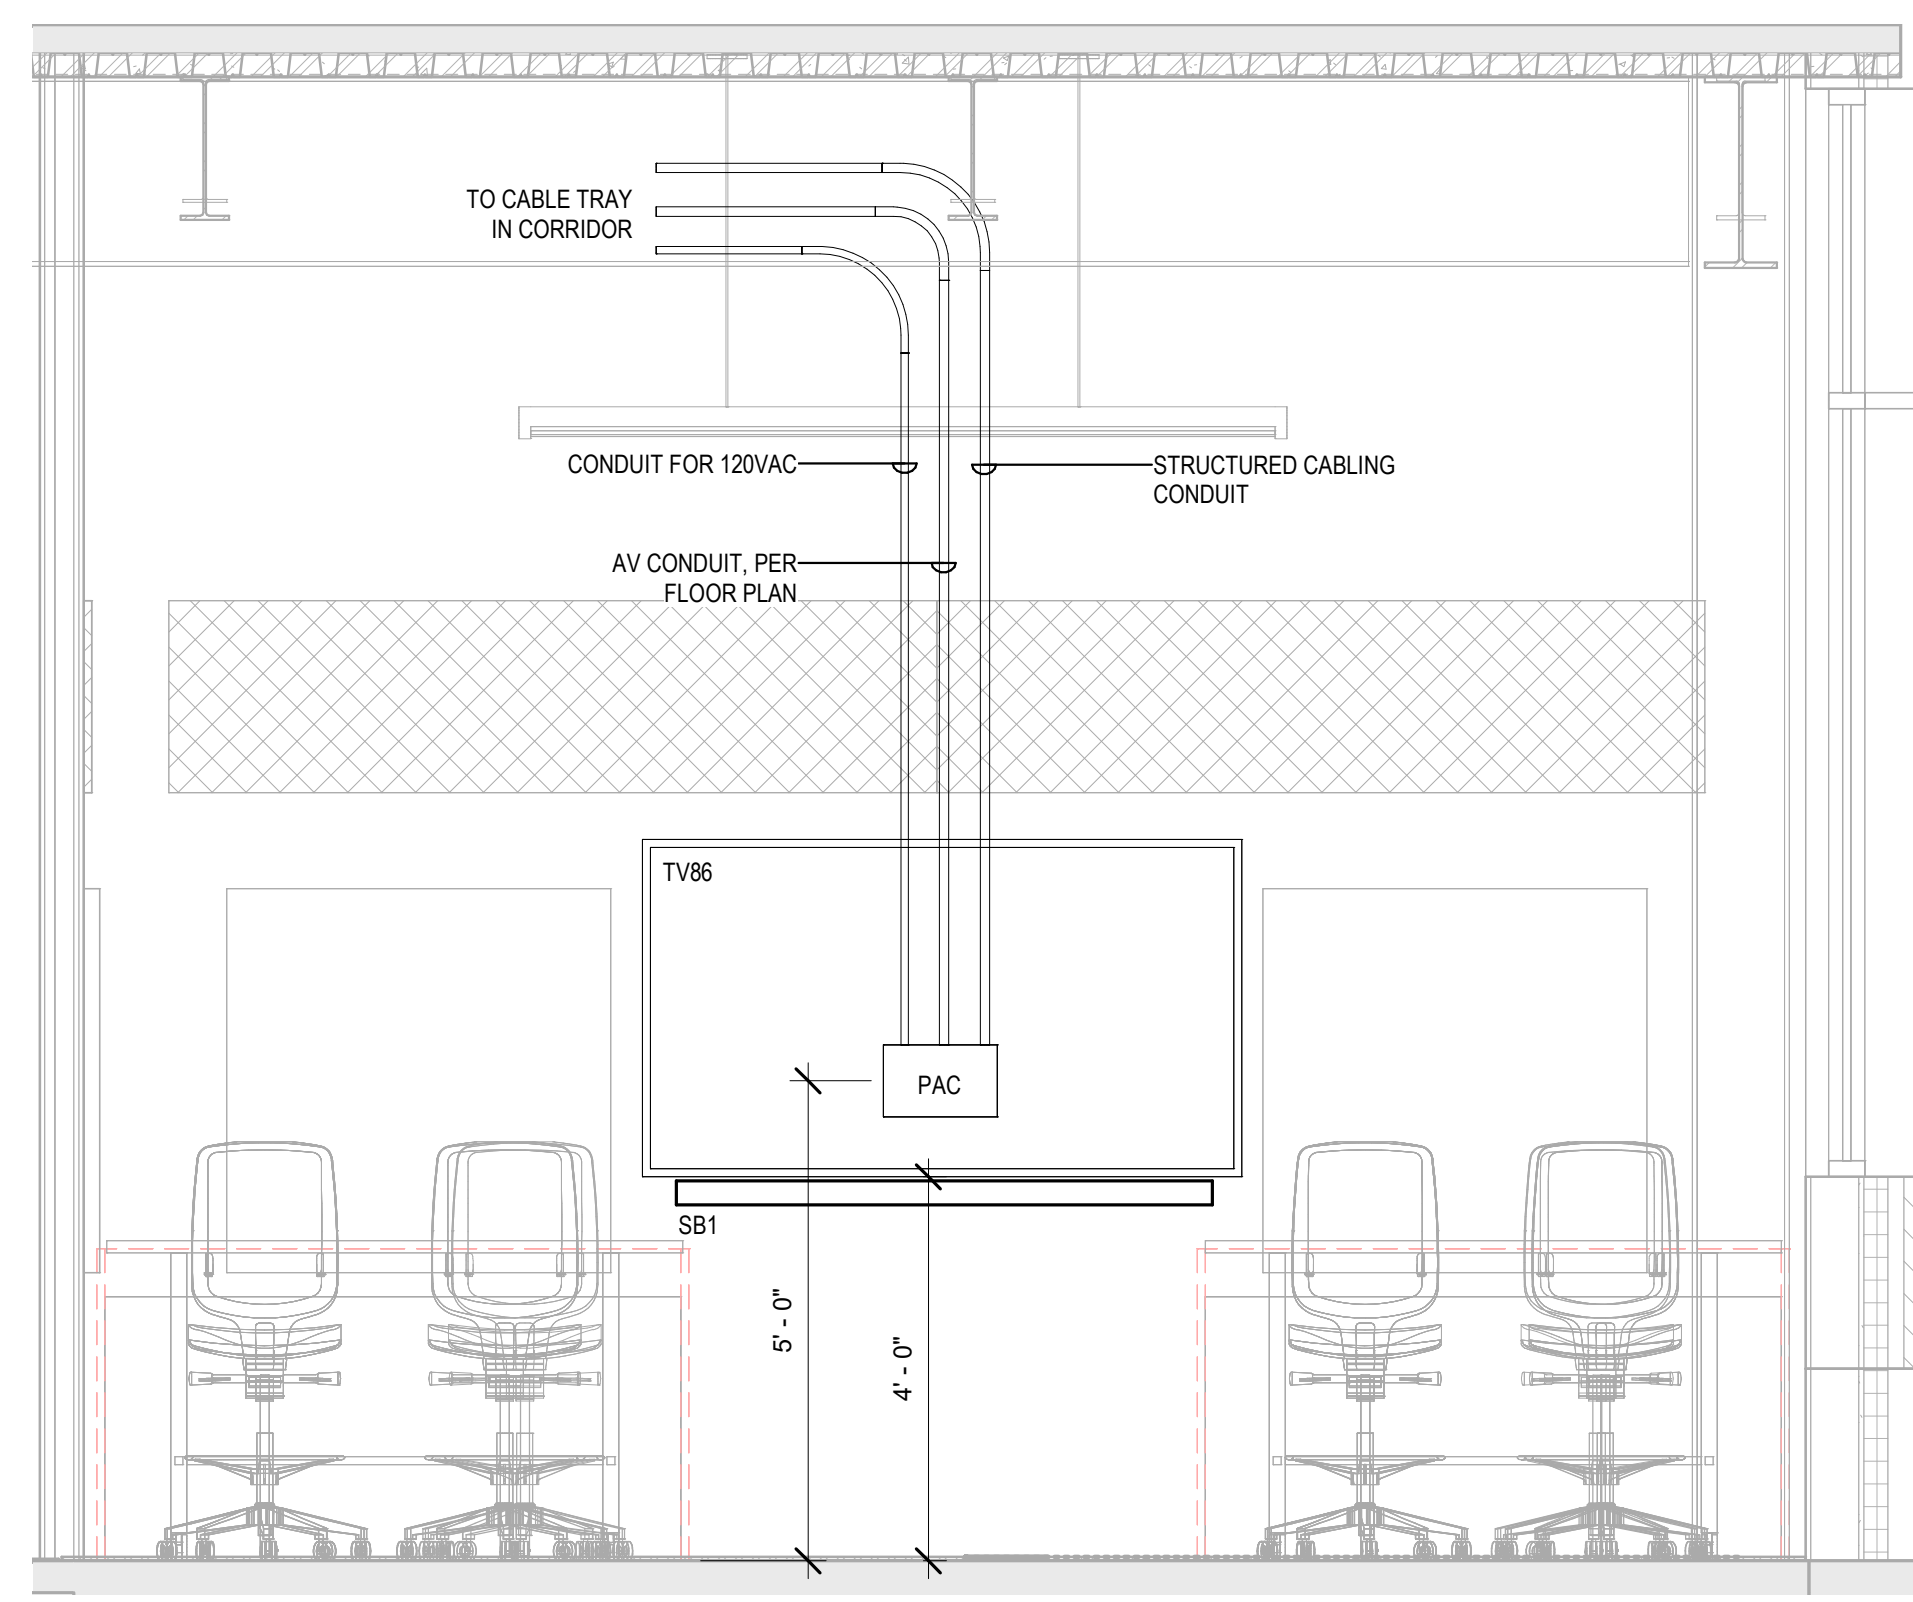 TO CABLE TRAY
IN CORRIDOR
CONDUIT FOR 120VAC
STRUCTURED CABLING
CONDUIT
AV CONDUIT, PER
FLOOR PLAN
TV86
PAC
SB1
5' - 0"
4' - 0"